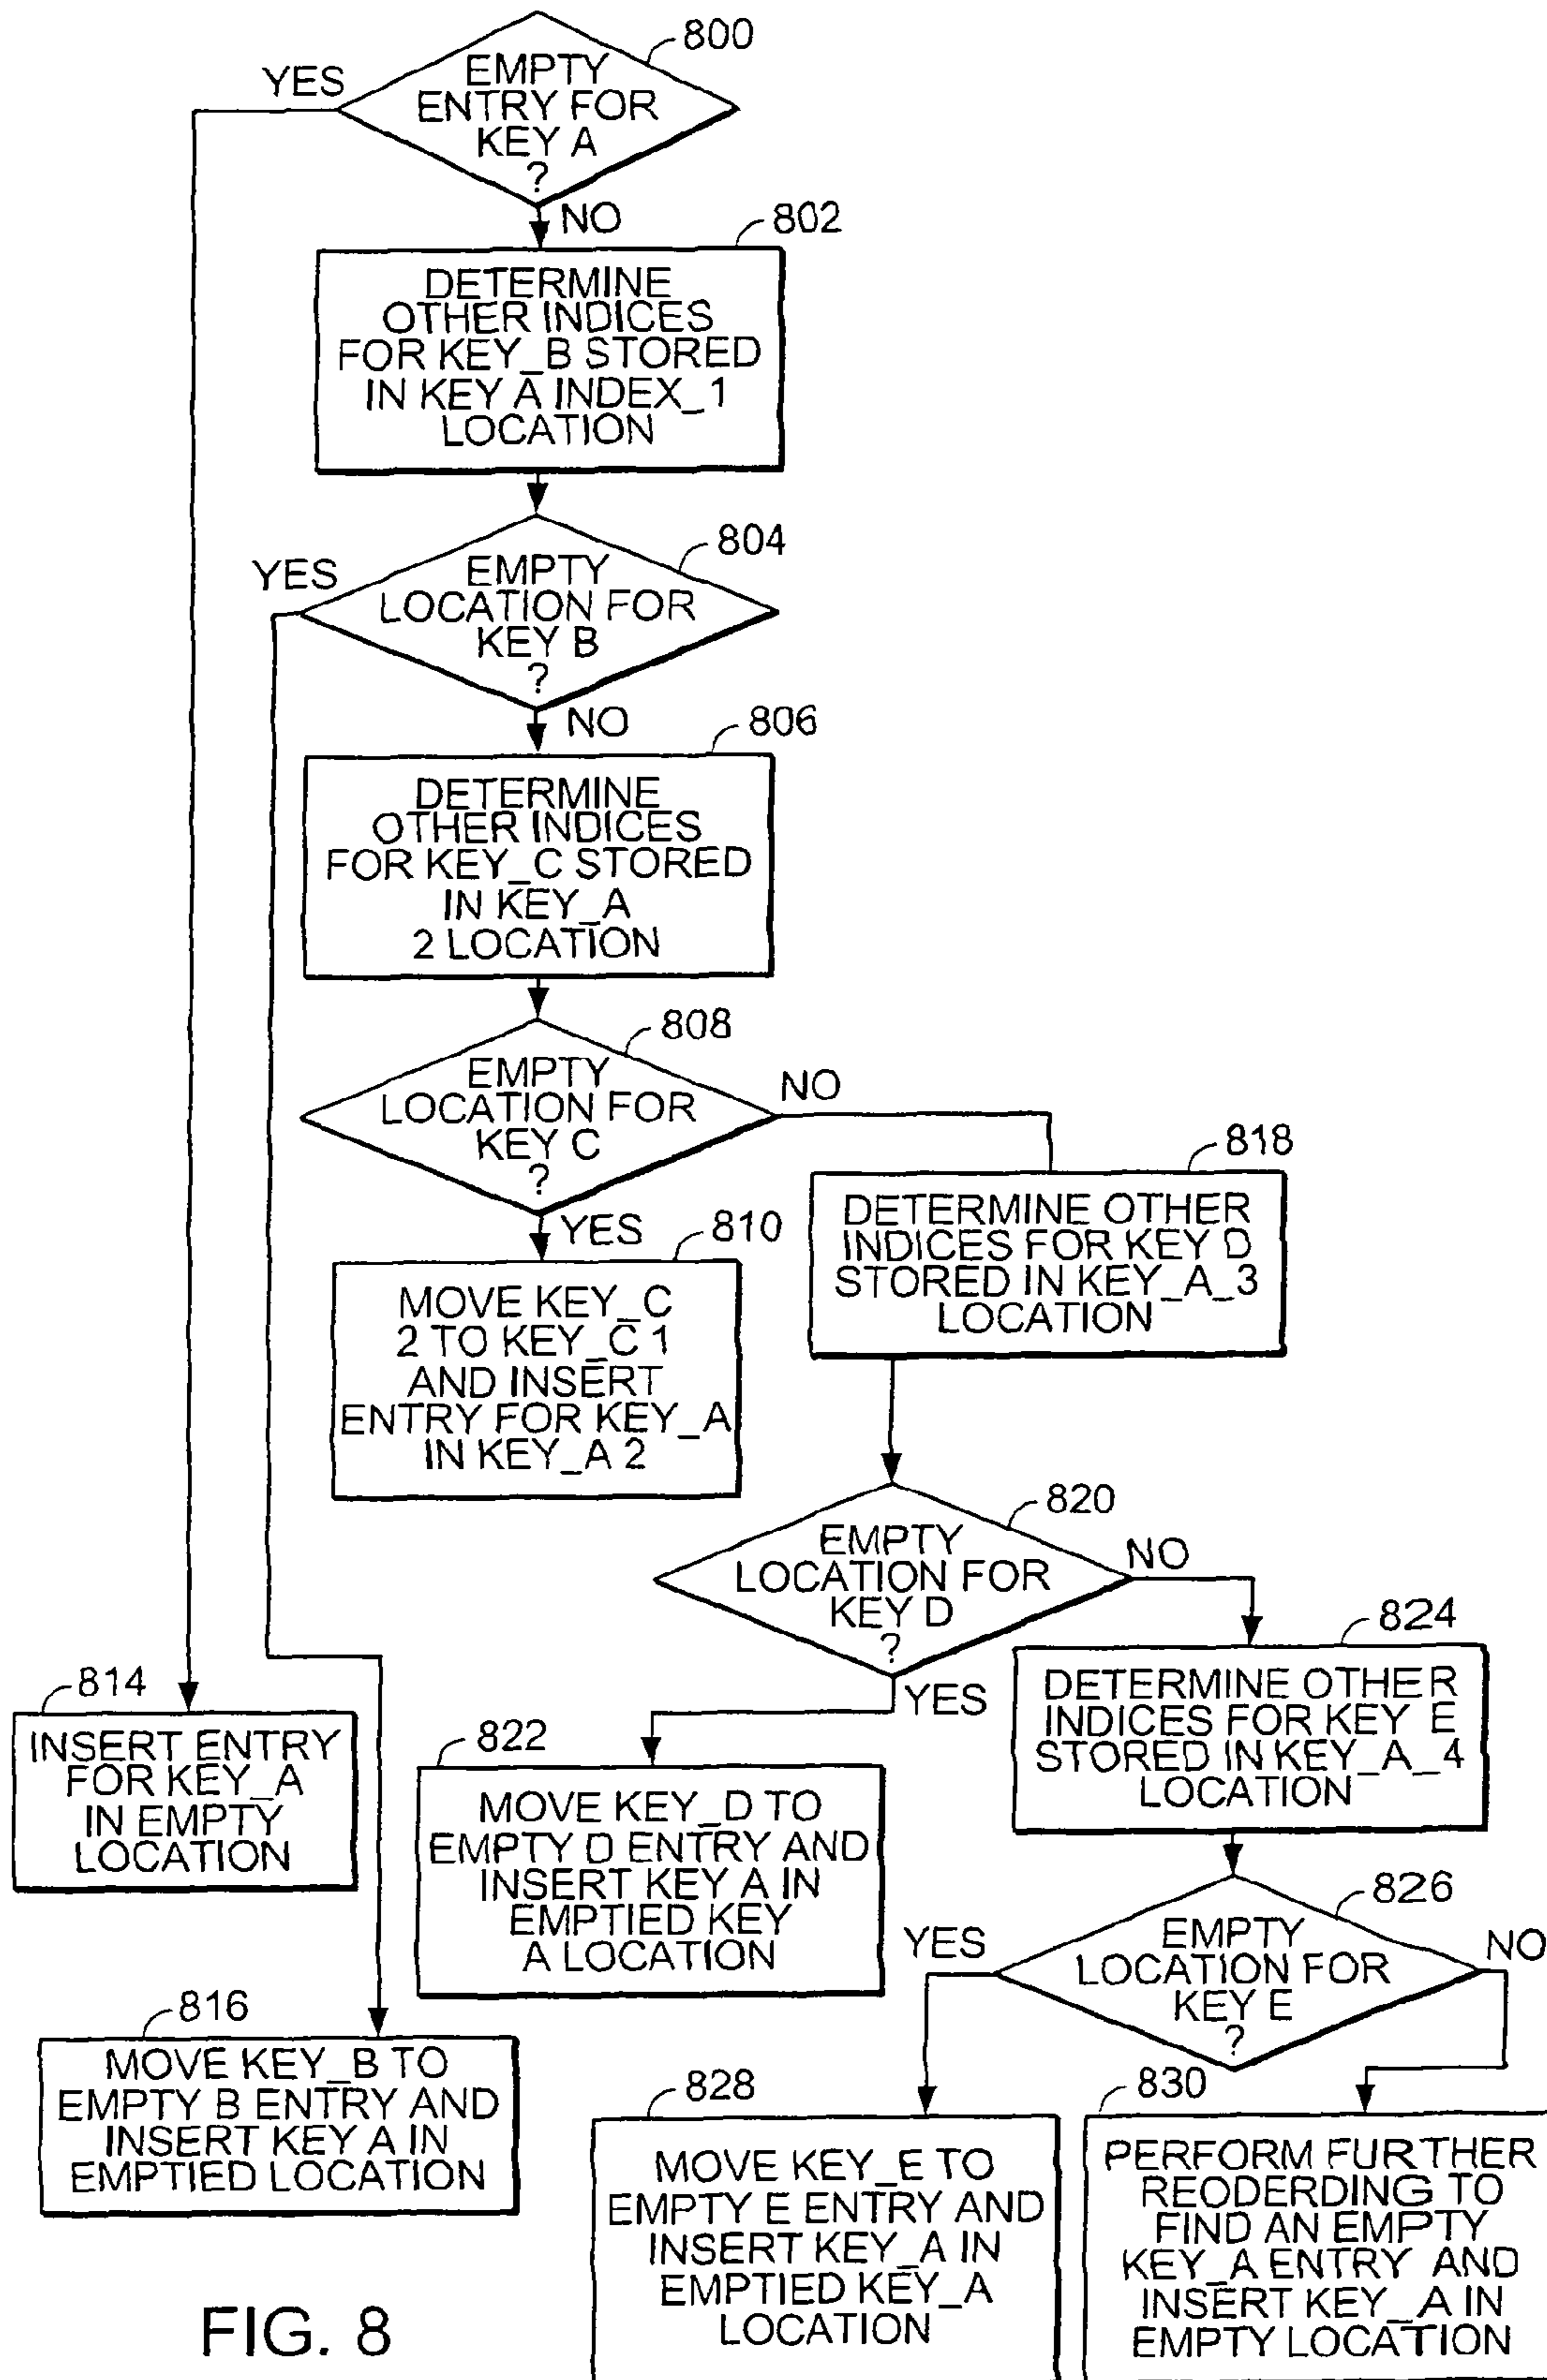 800
YES
EMPTY
ENTRY FOR
KEY A
?
NO
802
DETERMINE
OTHER INDICES
FOR KEY_B STORED
IN KEY A INDEX_1
LOCATION
804
YES
EMPTY
LOCATION FOR
KEY B
?
NO
806
DETERMINE
OTHER INDICES
FOR KEY_C STORED
IN KEY_A
2 LOCATION
808
EMPTY
LOCATION FOR
KEY C
?
NO
YES
810
MOVE KEY_C
2 TO KEY_C 1
AND INSERT
ENTRY FOR KEY_A
IN KEY_A 2
818
DETERMINE OTHER
INDICES FOR KEY D
STORED IN KEY_A_3
LOCATION
820
EMPTY
LOCATION FOR
KEY D
?
NO
YES
824
DETERMINE OTHER
INDICES FOR KEY E
STORED IN KEY_A_4
LOCATION
814
INSERT ENTRY
FOR KEY_A
IN EMPTY
LOCATION
822
MOVE KEY_D TO
EMPTY D ENTRY AND
INSERT KEY A IN
EMPTIED KEY
A LOCATION
826
YES
EMPTY
LOCATION FOR
KEY E
?
NO
816
MOVE KEY_B TO
EMPTY B ENTRY AND
INSERT KEY A IN
EMPTIED LOCATION
828
MOVE KEY_E TO
EMPTY E ENTRY AND
INSERT KEY_A IN
EMPTIED KEY_A
LOCATION
830
PERFORM FURTHER
REODERDING TO
FIND AN EMPTY
KEY_A ENTRY AND
INSERT KEY_A IN
EMPTY LOCATION
FIG. 8